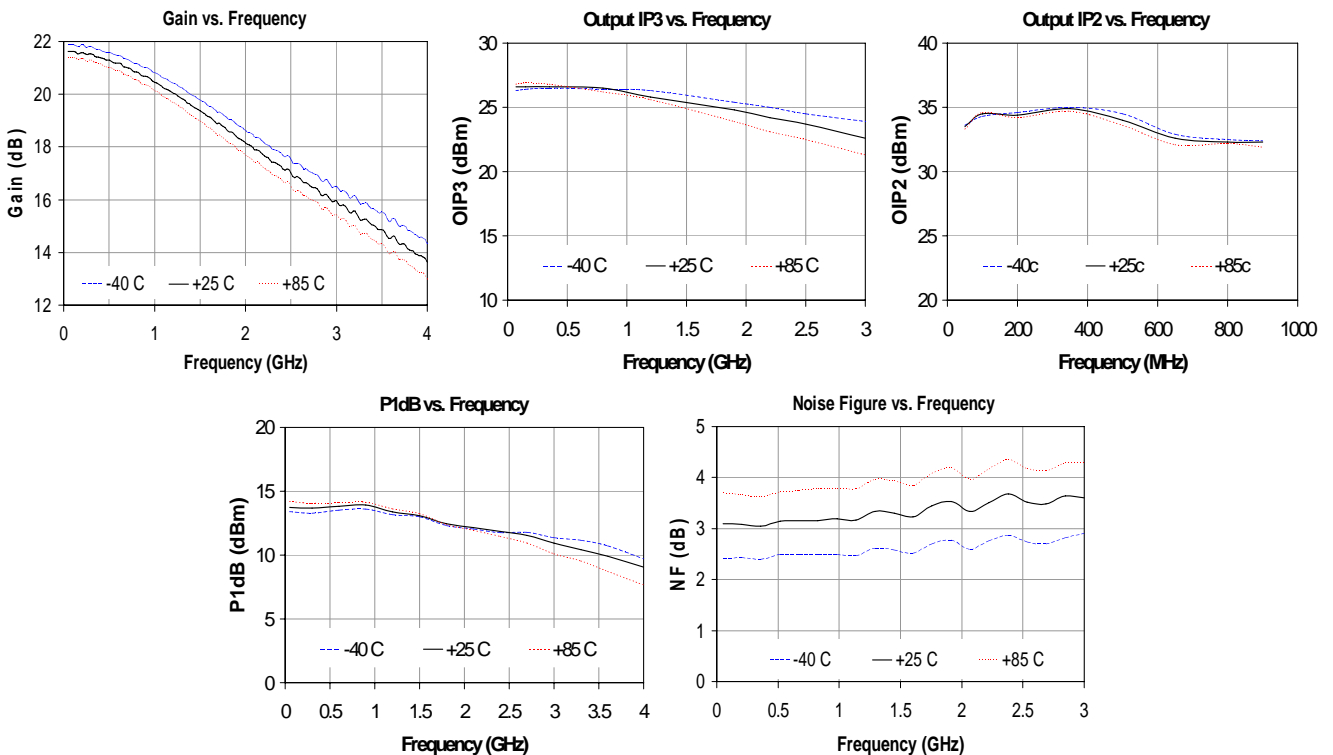 Gain vs. Frequency
22
20
18
16
14
12
Gain (dB)
-40 C
+25 C
+85 C
0 1 2 3 4
Frequency (GHz)
Output IP3 vs. Frequency
30
25
20
15
10
OIP3 (dBm)
-40 C
+25 C
+85 C
0 0.5 1 1.5 2 2.5 3
Frequency (GHz)
Output IP2 vs. Frequency
40
35
30
25
20
OIP2 (dBm)
-40c
+25c
+85c
0 200 400 600 800 1000
Frequency (MHz)
P1dB vs. Frequency
20
15
10
5
0
P1dB (dBm)
-40 C
+25 C
+85 C
0 0.5 1 1.5 2 2.5 3 3.5 4
Frequency (GHz)
Noise Figure vs. Frequency
5
4
3
2
1
0
NF (dB)
-40 C
+25 C
+85 C
0 0.5 1 1.5 2 2.5 3
Frequency (GHz)